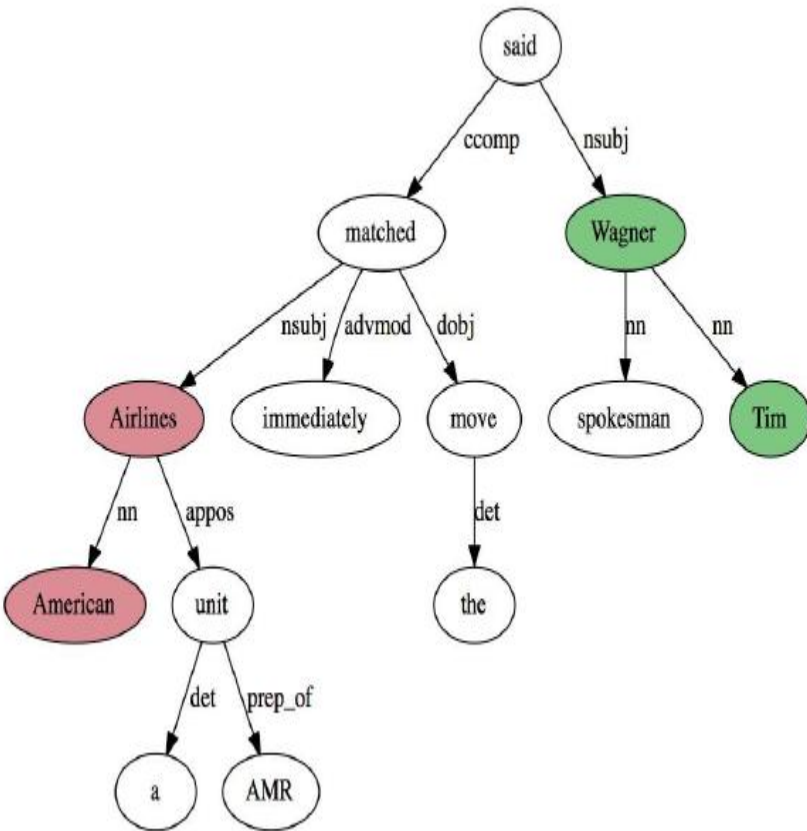 said
ccomp nsubj
matched Wagner
nsubj advmod dobj nn nn
Airlines immediately move spokesman Tim
nn appos det
American unit the
det prep_of
a AMR